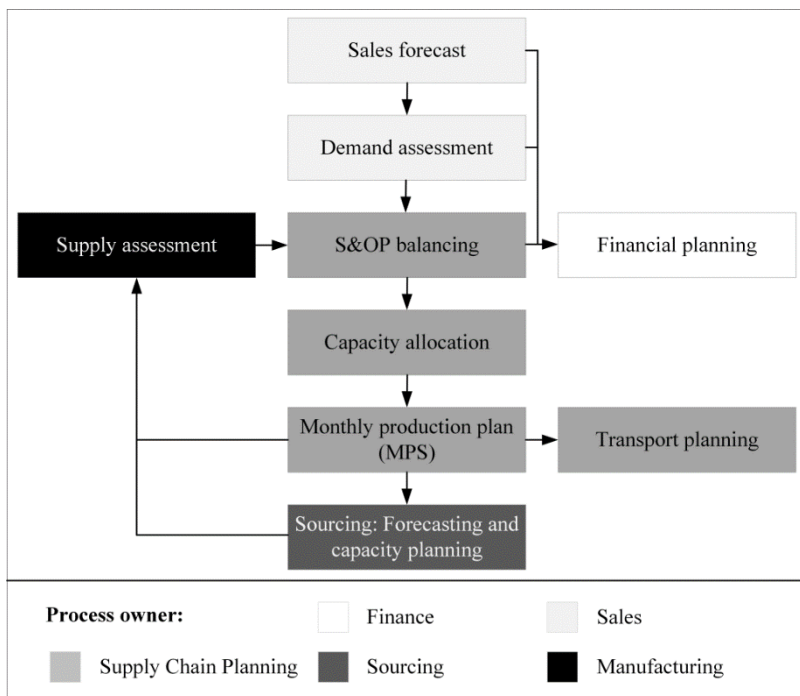 Sales forecast
Demand assessment
Supply assessment
S&OP balancing
Financial planning
Capacity allocation
Monthly production plan
(MPS)
Transport planning
Sourcing: Forecasting and
capacity planning
Process owner:
Finance
Sales
Supply Chain Planning
Sourcing
Manufacturing